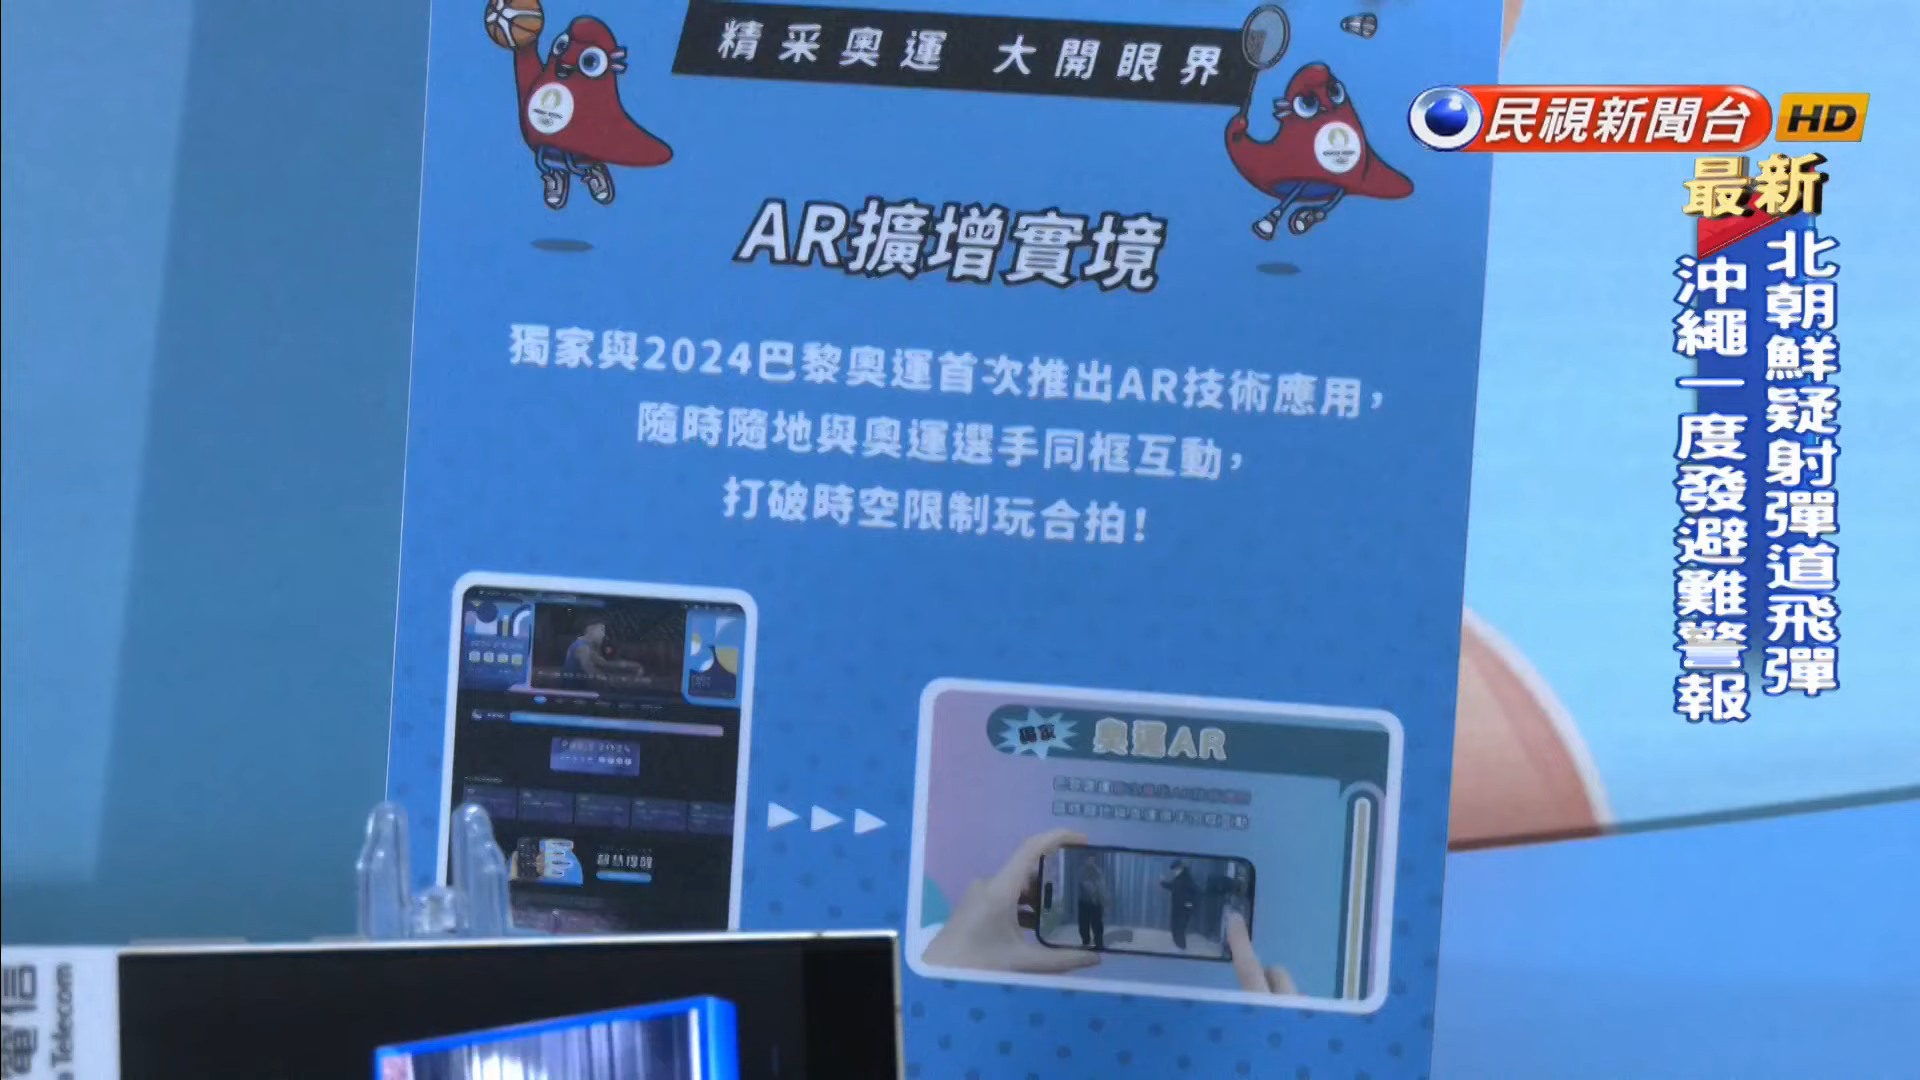 精采奧運 大開眼界
AR擴增實境
獨家與2024巴黎奧運首次推出AR技術應用，
隨時隨地與奧運選手同框互動，
打破時空限制玩合拍！
獨家
奧運AR
電信
Telecom
民視新聞台 HD
最新
北朝鮮疑射彈道飛彈
沖繩一度發避難警報